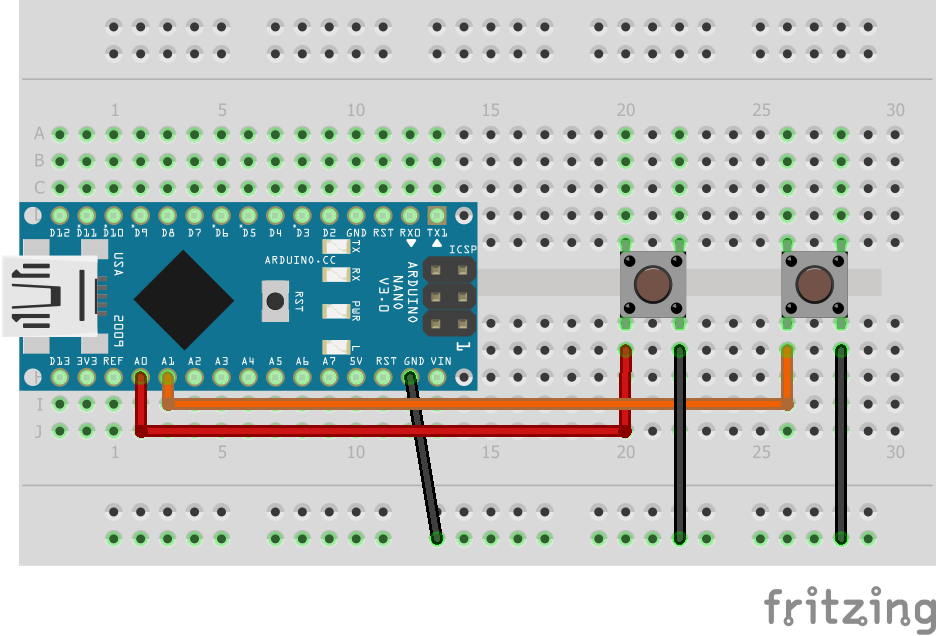 1 5 10 15 20 25 30
A
B
C
D12 D11 D10 D9 D8 D7 D6 D5 D4 D3 D2 GND RST RX0 TX1
ARDUINO.CC
TX
RX
PWR
L
RST
USA
2009
ARDUINO
NANO
V3.0
ICSP
1
D13 3V3 REF A0 A1 A2 A3 A4 A5 A6 A7 5V RST GND VIN
I
J
1 5 10 15 20 25 30
fritzing